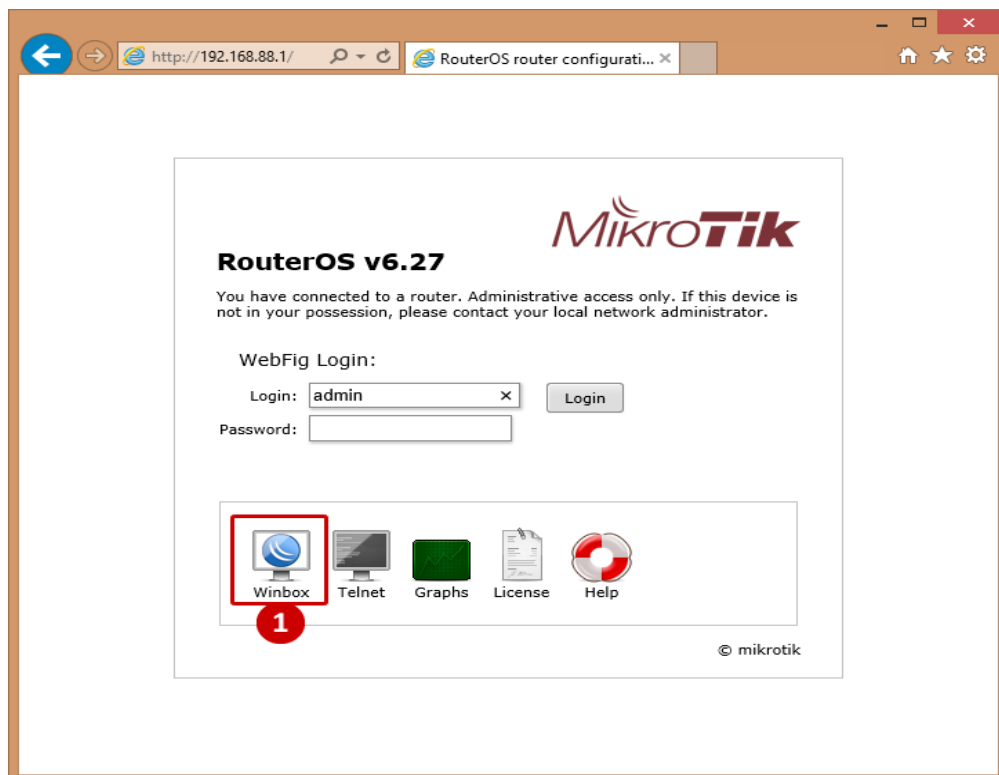 http://192.168.88.1/
RouterOS router configurati...
MikroTik
RouterOS v6.27
You have connected to a router. Administrative access only. If this device is
not in your possession, please contact your local network administrator.
WebFig Login:
Login: admin
Login
Password:
Winbox Telnet Graphs License Help
1
© mikrotik